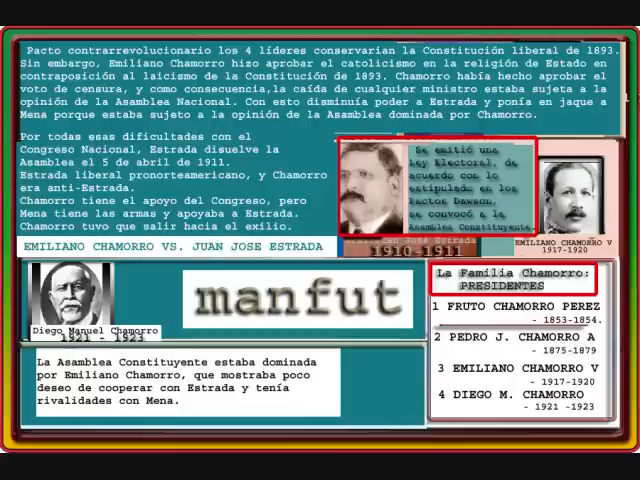 Pacto contrarrevolucionario los 4 líderes conservarian la Constitución liberal de 1893.
Sin embargo, Emiliano Chamorro hizo aprobar el catolicismo en la religión de Estado en
contraposición al laicismo de la Constitución de 1893. Chamorro había hecho aprobar el
voto de censura, y como consecuencia,la caída de cualquier ministro estaba sujeta a la
opinión de la Asamblea Nacional. Con esto disminuía poder a Estrada y ponía en jaque a
Mena porque estaba sujeto a la opinión de la Asamblea dominada por Chamorro.
Por todas esas dificultades con el
Congreso Nacional, Estrada disuelve la
Asamblea el 5 de abril de 1911.
Estrada liberal pronorteamericano, y Chamorro
era anti-Estrada.
Chamorro tiene el apoyo del Congreso, pero
Mena tiene las armas y apoyaba a Estrada.
Chamorro tuvo que salir hacia el exilio.
EMILIANO CHAMORRO VS. JUAN JOSE ESTRADA
Se emitió una
Ley Electoral, de
acuerdo con lo
estipulado en los
Pactos Dawson,
se convocó a la
Asamblea Constituyente
José Estrada
1910-1911
EMILIANO CHAMORRO V
1917-1920
Diego Manuel Chamorro
1921 - 1923
manfut
La Familia Chamorro:
PRESIDENTES
1 FRUTO CHAMORRO PEREZ
- 1853-1854.
2 PEDRO J. CHAMORRO A
- 1875-1879
3 EMILIANO CHAMORRO V
- 1917-1920
4 DIEGO M. CHAMORRO
- 1921 -1923
La Asamblea Constituyente estaba dominada
por Emiliano Chamorro, que mostraba poco
deseo de cooperar con Estrada y tenía
rivalidades con Mena.